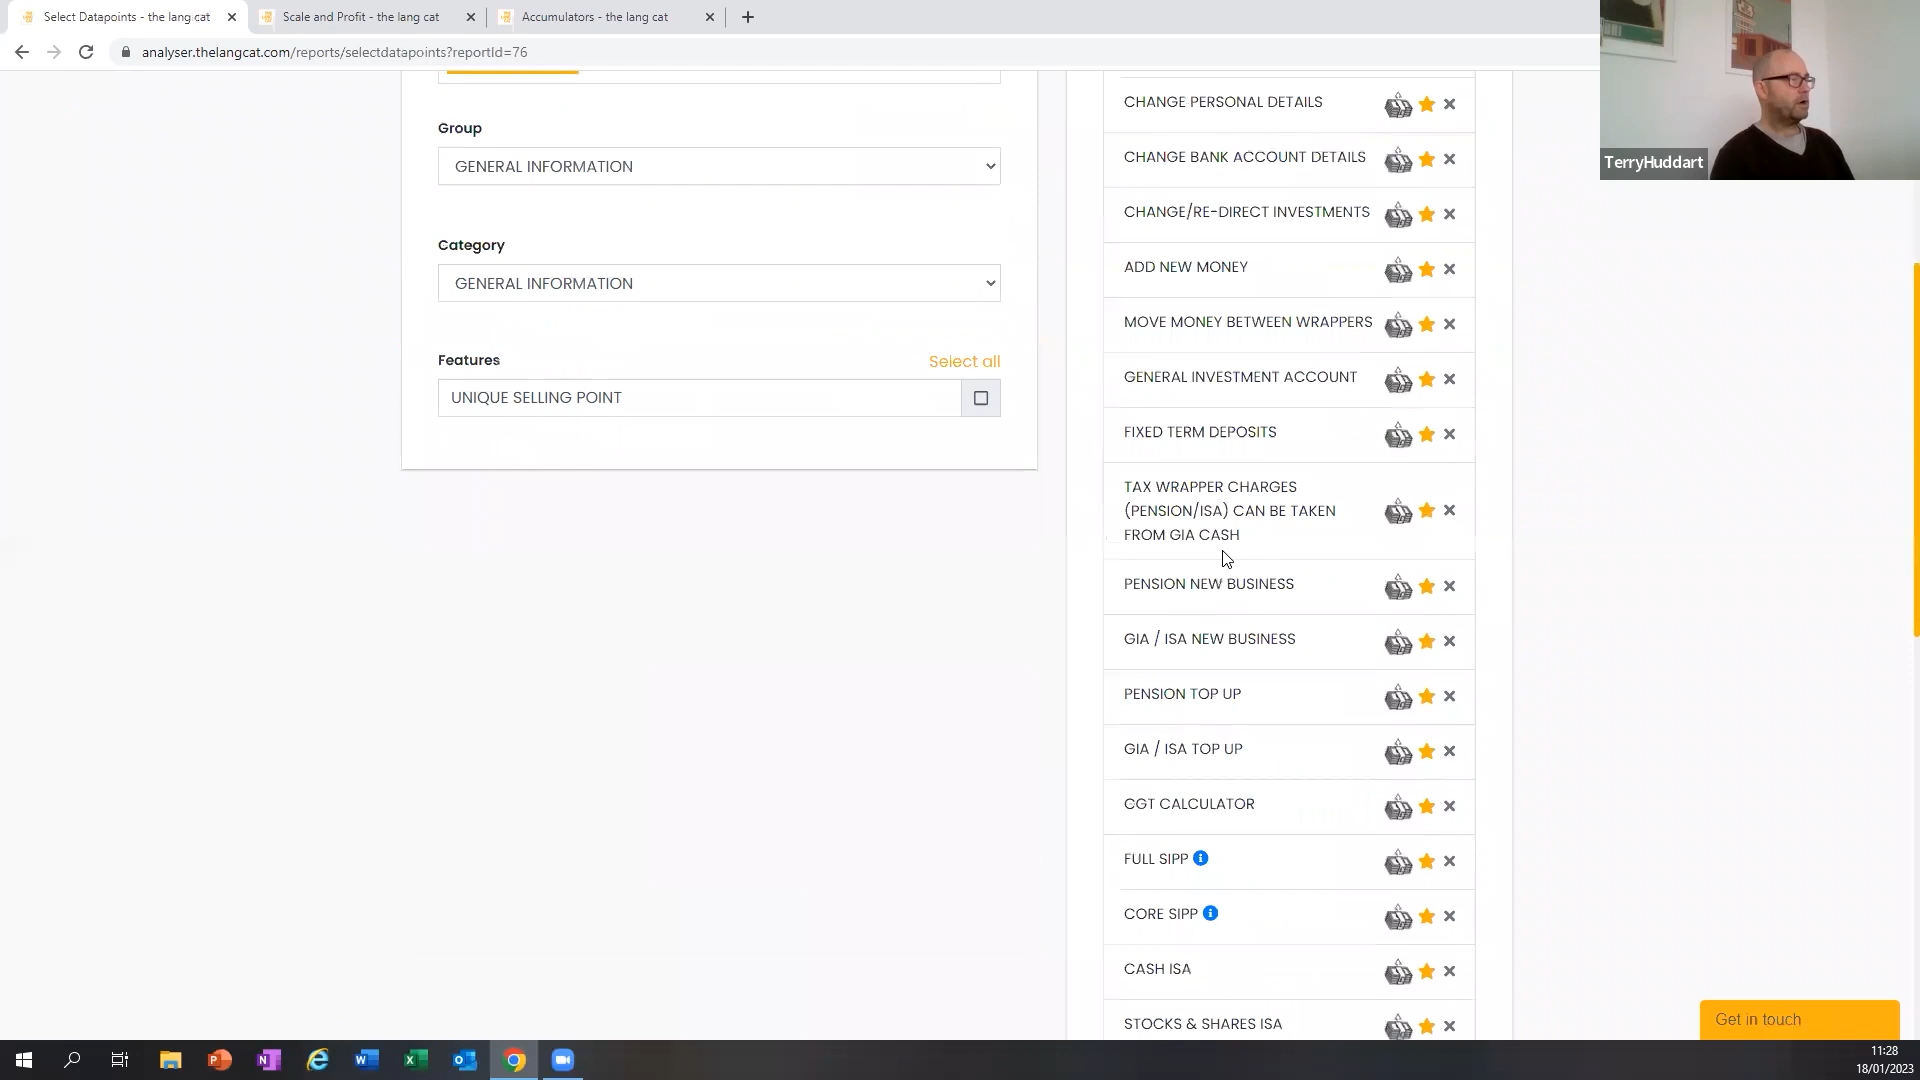 Select Datapoints - the lang cat
Scale and Profit - the lang cat
Accumulators - the lang cat
analyser.thelangcat.com/reports/selectdatapoints?reportId=76
TerryHuddart
Group
GENERAL INFORMATION
Category
GENERAL INFORMATION
Features
Select all
UNIQUE SELLING POINT
CHANGE PERSONAL DETAILS
CHANGE BANK ACCOUNT DETAILS
CHANGE/RE-DIRECT INVESTMENTS
ADD NEW MONEY
MOVE MONEY BETWEEN WRAPPERS
GENERAL INVESTMENT ACCOUNT
FIXED TERM DEPOSITS
TAX WRAPPER CHARGES
(PENSION/ISA) CAN BE TAKEN
FROM GIA CASH
PENSION NEW BUSINESS
GIA / ISA NEW BUSINESS
PENSION TOP UP
GIA / ISA TOP UP
CGT CALCULATOR
FULL SIPP
CORE SIPP
CASH ISA
STOCKS & SHARES ISA
Get in touch
11:28
18/01/2023